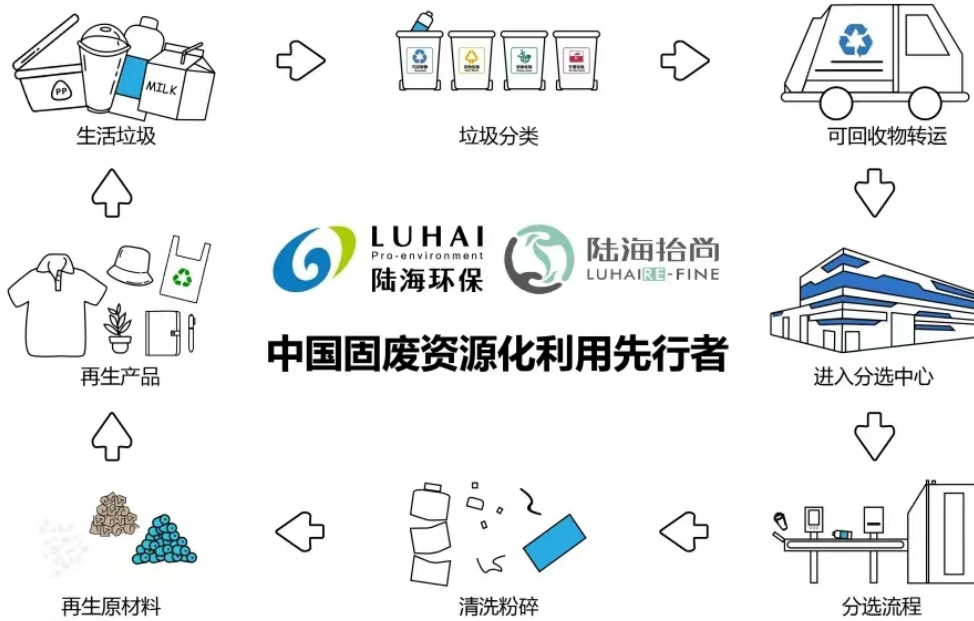 PP
MILK
生活垃圾
垃圾分类
可回收物转运
LUHAI
Pro-environment
陆海环保
陆海拾尚
LUHAIRE-FINE
中国固废资源化利用先行者
再生产品
进入分选中心
再生原材料
清洗粉碎
分选流程